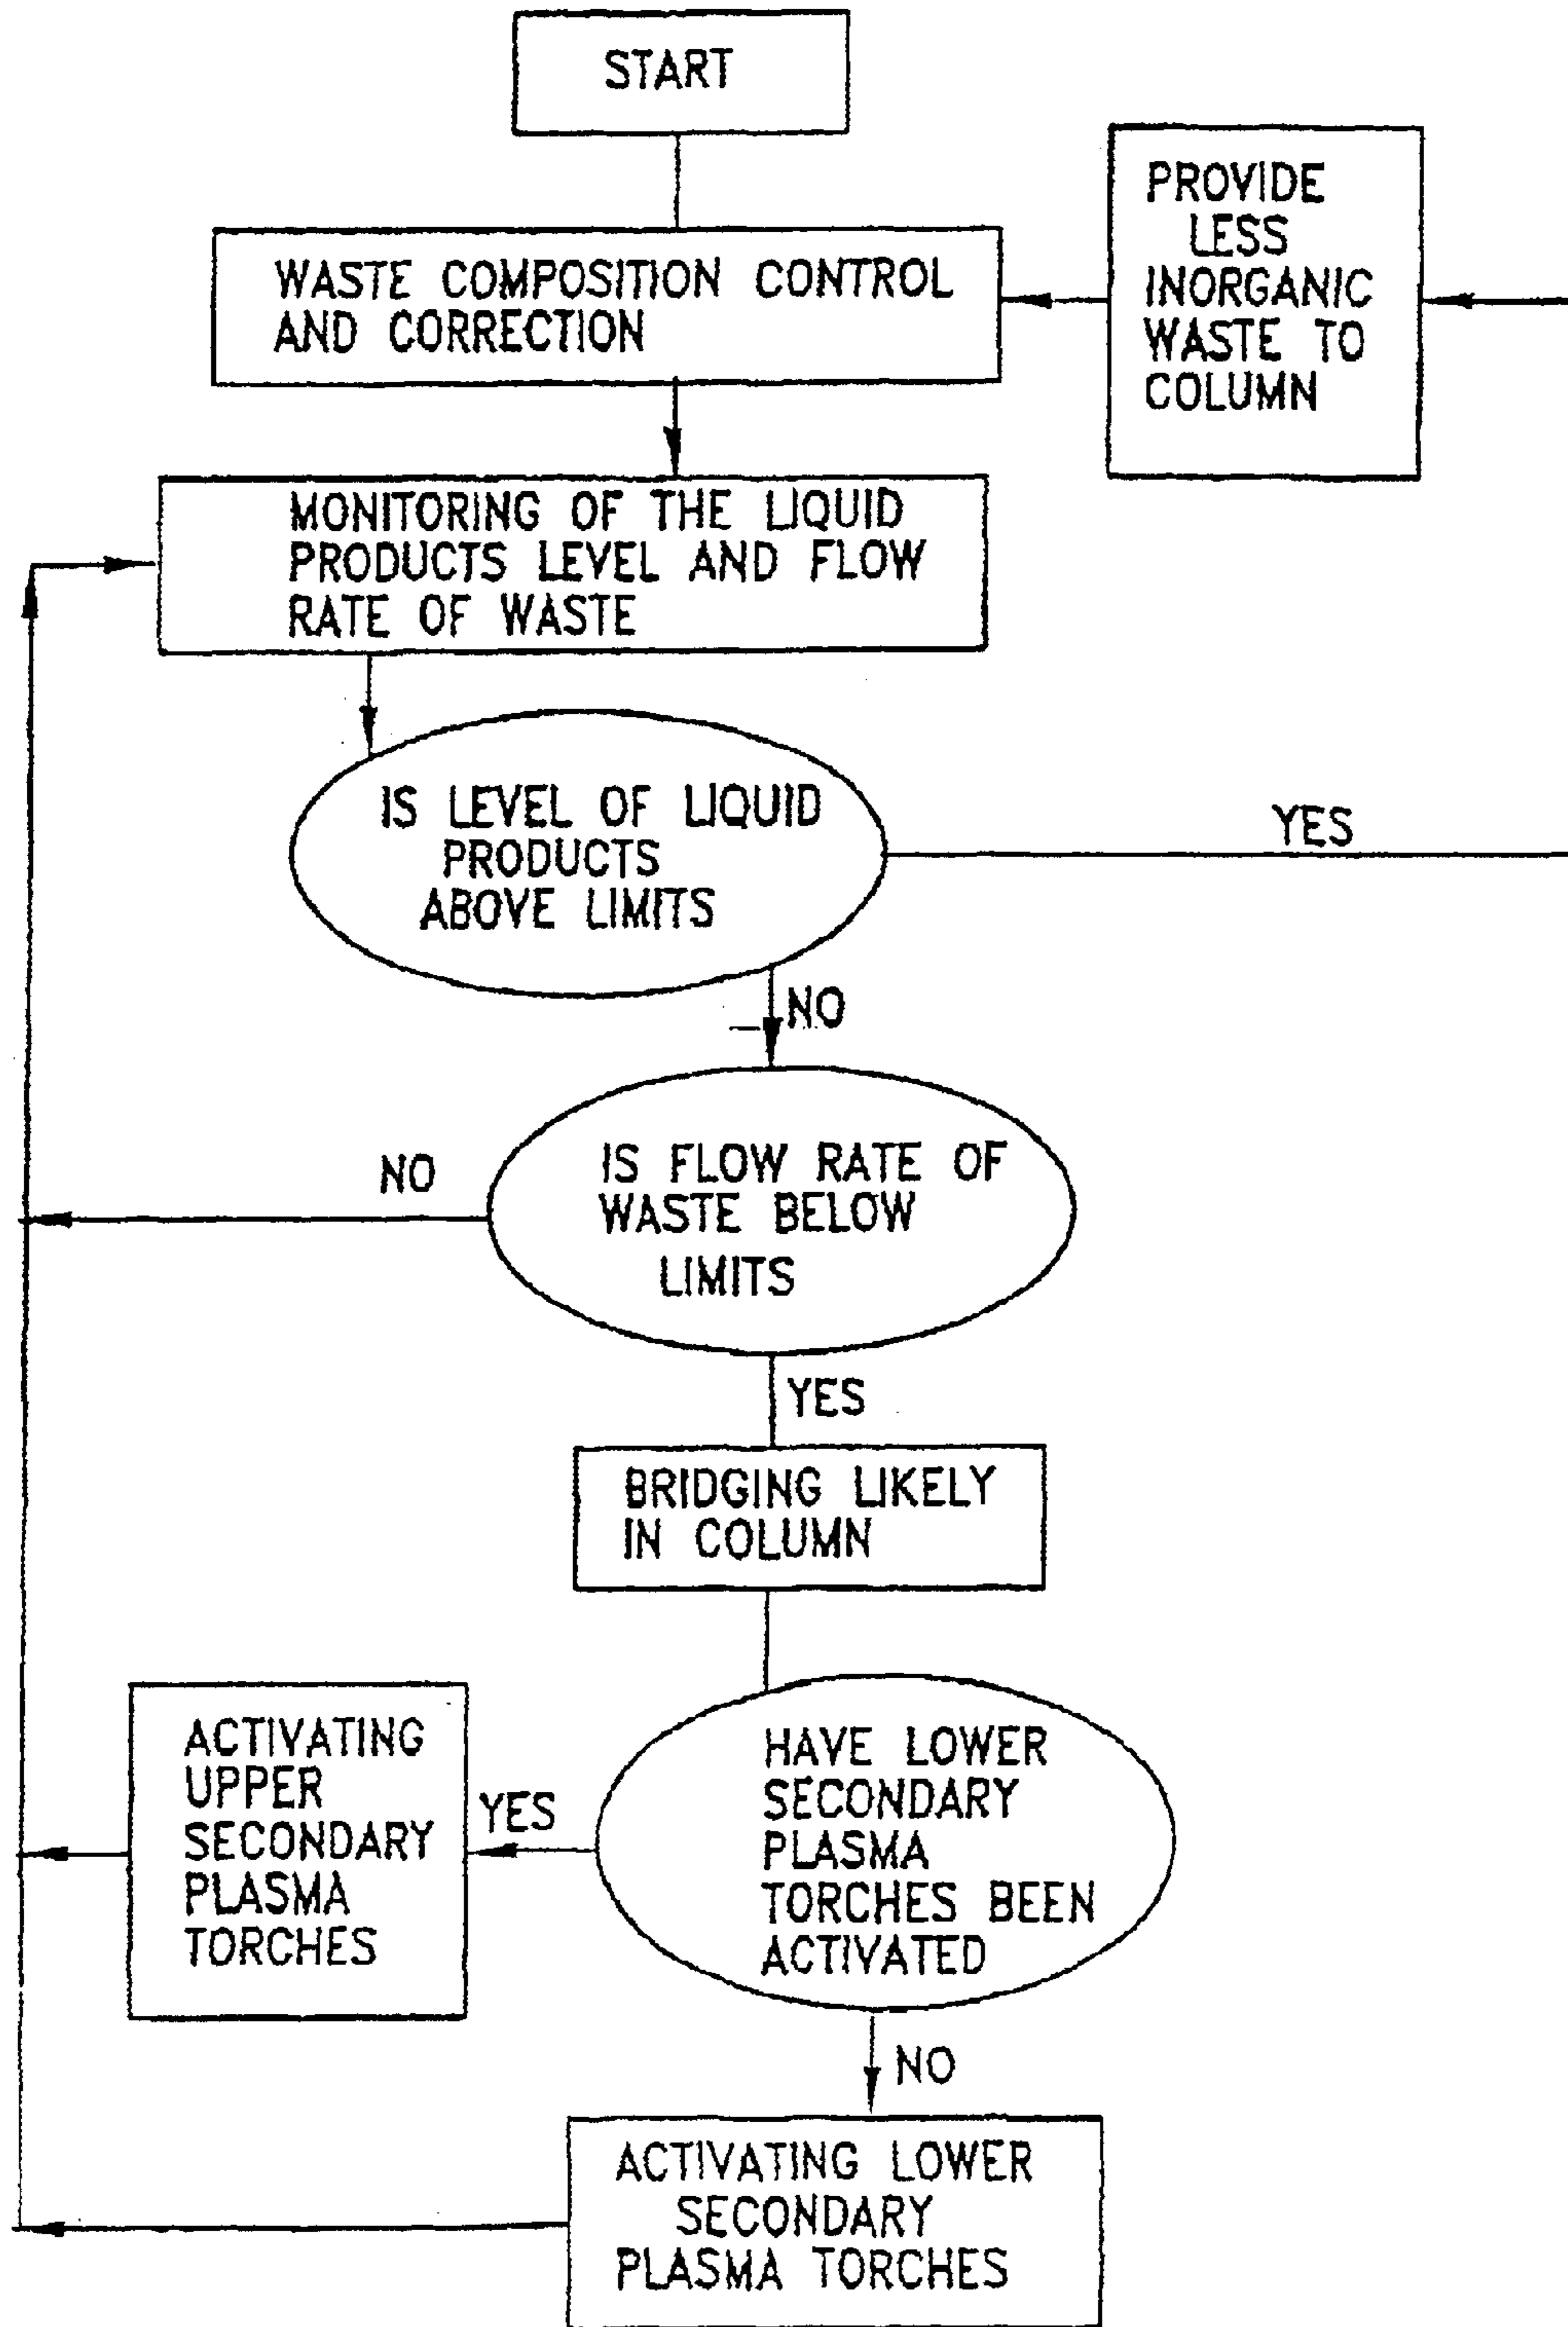 START
PROVIDE
LESS
INORGANIC
WASTE TO
COLUMN
WASTE COMPOSITION CONTROL
AND CORRECTION
MONITORING OF THE LIQUID
PRODUCTS LEVEL AND FLOW
RATE OF WASTE
IS LEVEL OF LIQUID
PRODUCTS
ABOVE LIMITS
YES
NO
IS FLOW RATE OF
WASTE BELOW
LIMITS
NO
YES
BRIDGING LIKELY
IN COLUMN
HAVE LOWER
SECONDARY
PLASMA
TORCHES BEEN
ACTIVATED
YES
ACTIVATING
UPPER
SECONDARY
PLASMA
TORCHES
NO
ACTIVATING LOWER
SECONDARY
PLASMA TORCHES